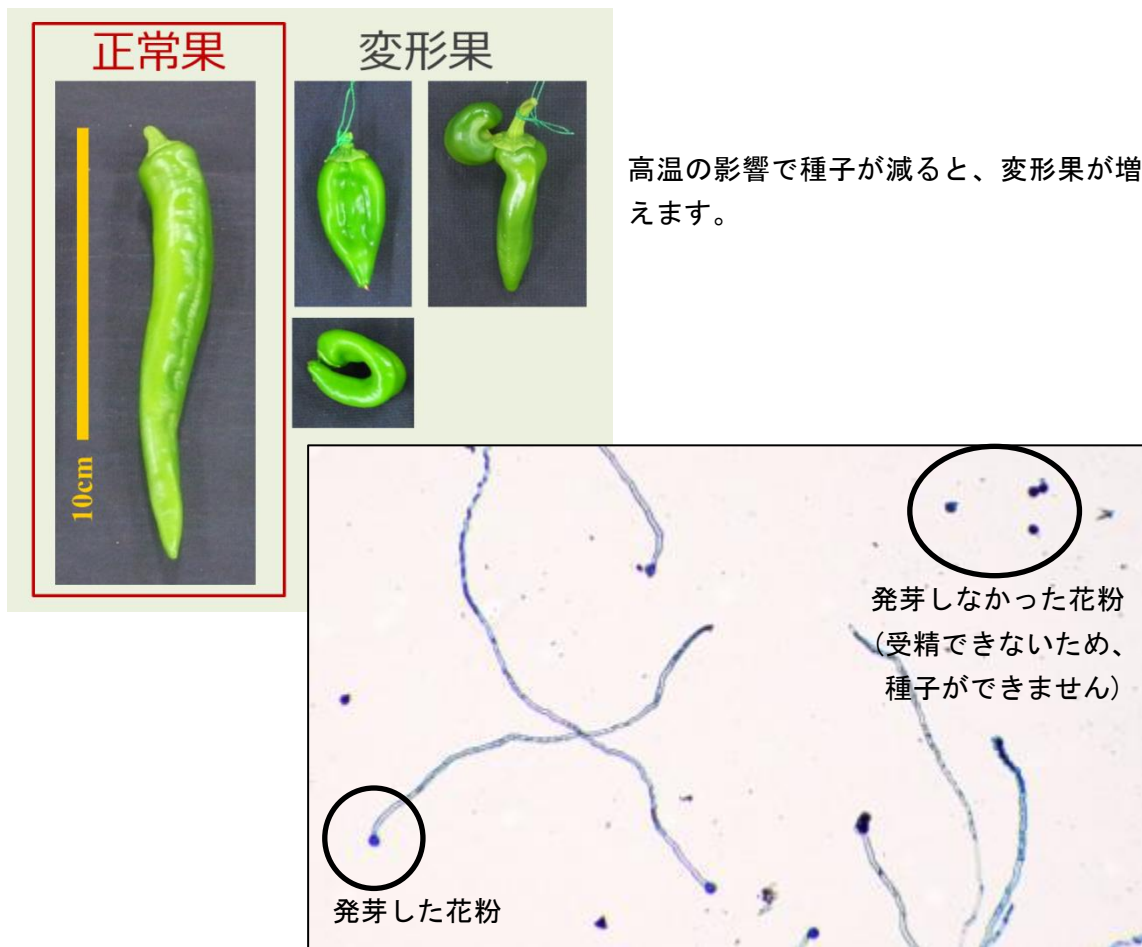 正常果
変形果
10cm
高温の影響で種子が減ると、変形果が増
えます。
発芽しなかった花粉
（受精できないため、
種子ができません）
発芽した花粉